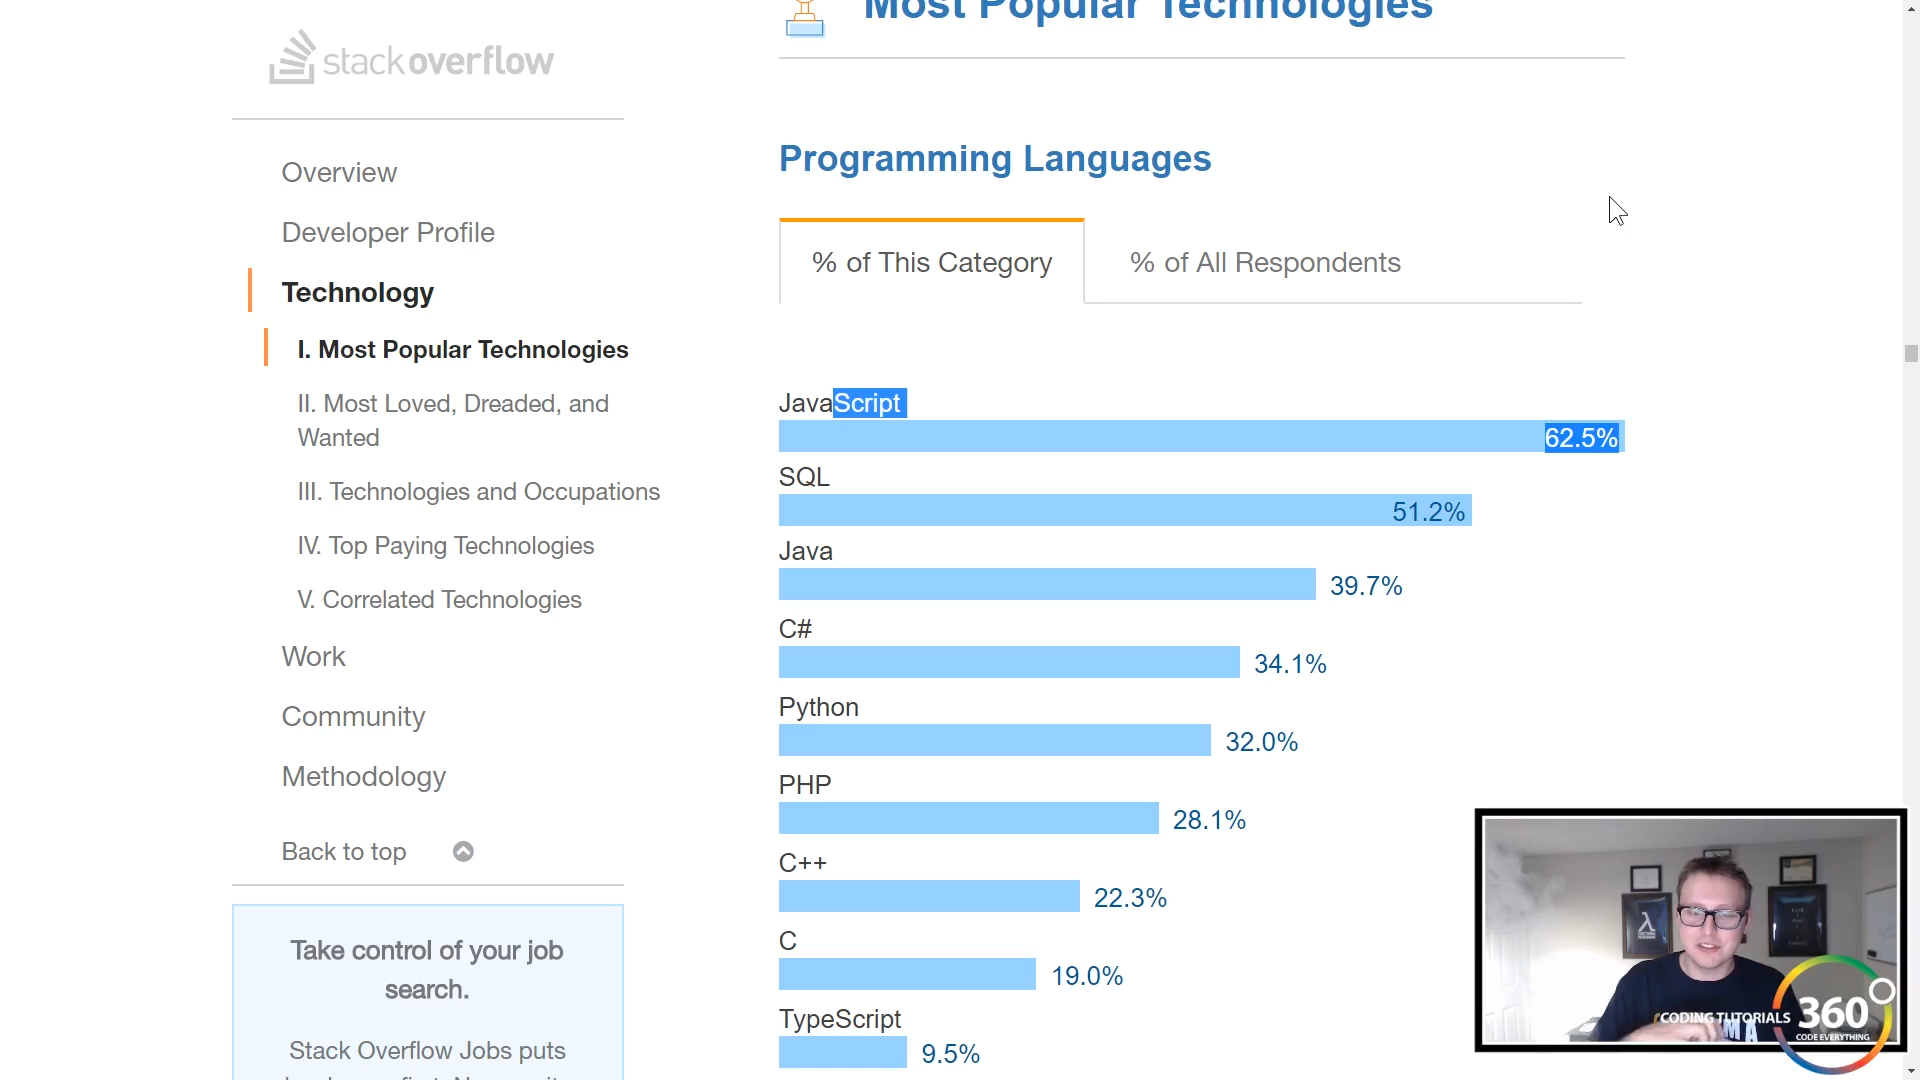 Most Popular Technologies
stackoverflow
Overview
Developer Profile
Technology
I. Most Popular Technologies
II. Most Loved, Dreaded, and
Wanted
III. Technologies and Occupations
IV. Top Paying Technologies
V. Correlated Technologies
Work
Community
Methodology
Back to top
Take control of your job
search.
Stack Overflow Jobs puts
Programming Languages
% of This Category
% of All Respondents
JavaScript
62.5%
SQL
51.2%
Java
39.7%
C#
34.1%
Python
32.0%
PHP
28.1%
C++
22.3%
C
19.0%
TypeScript
9.5%
CODING TUTORIALS 360
CODE EVERYTHING